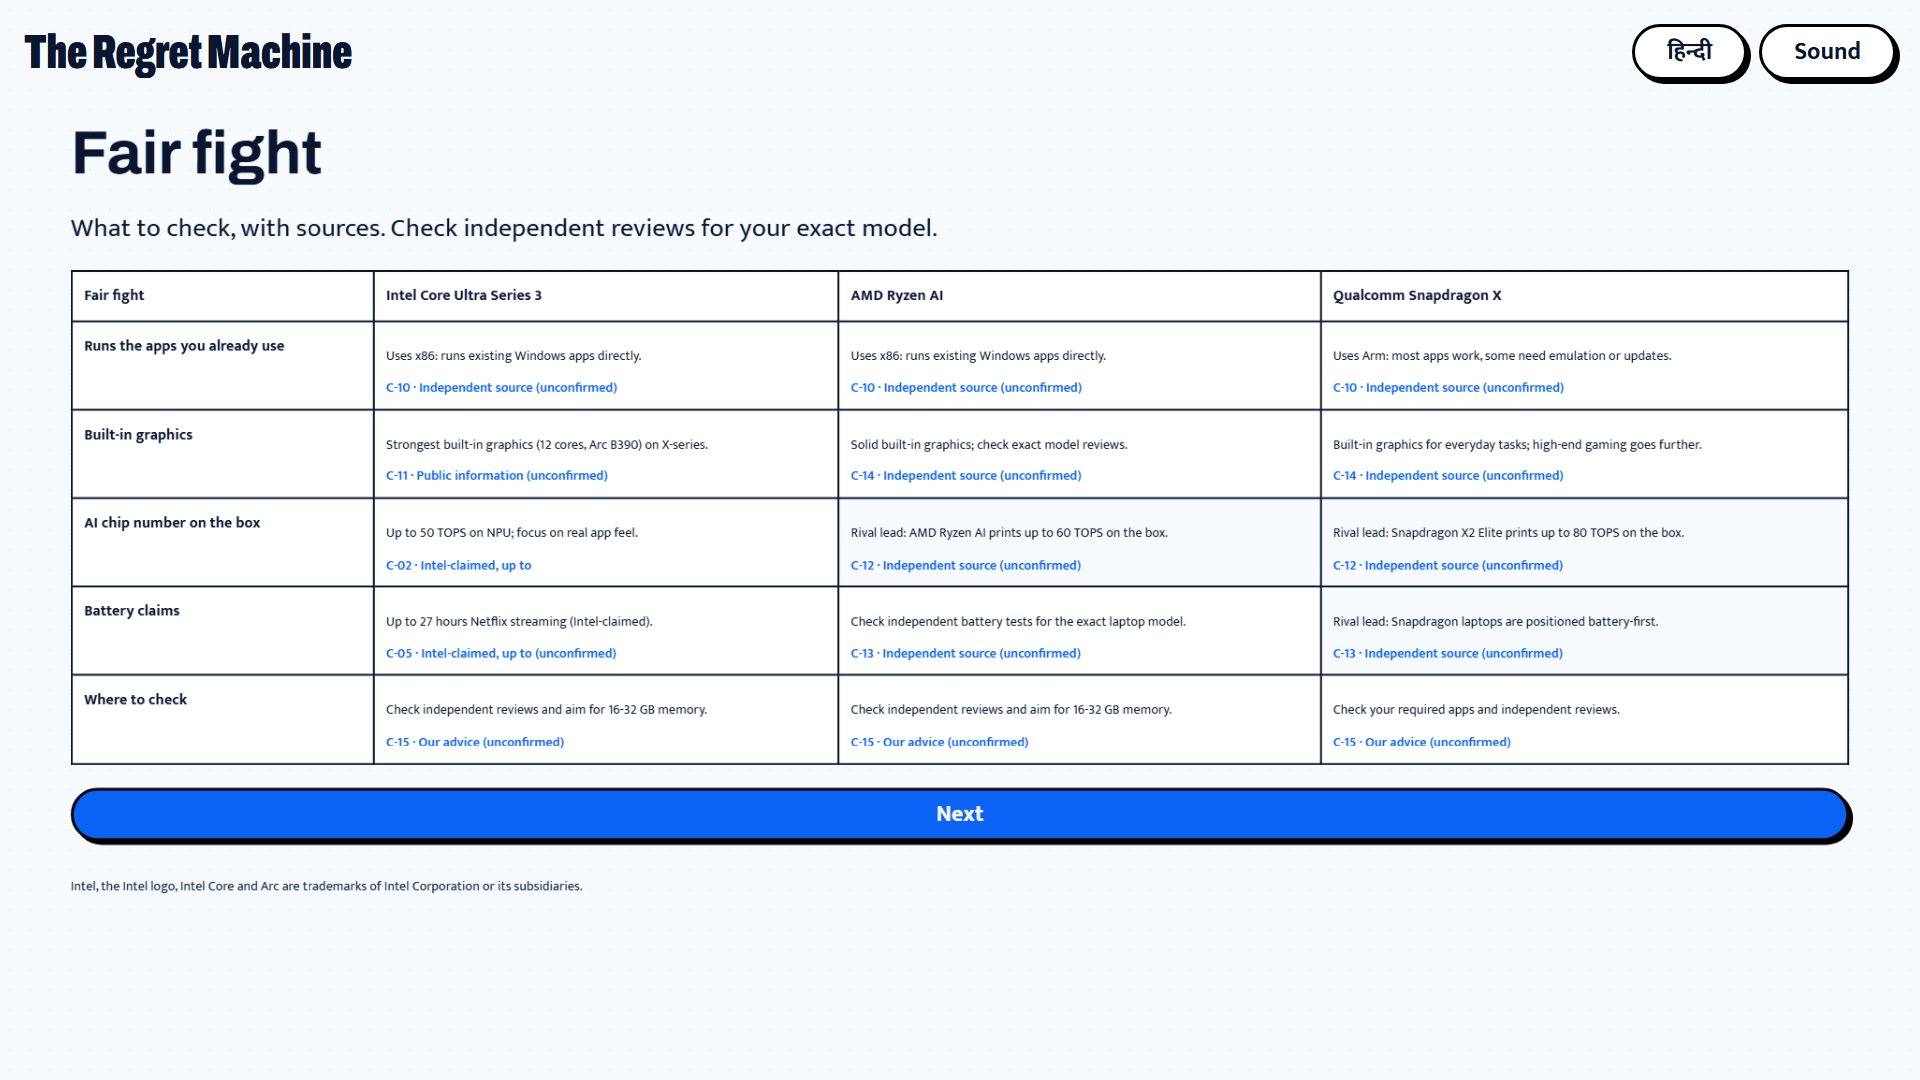 The Regret Machine
हिन्दी
Sound
Fair fight
What to check, with sources. Check independent reviews for your exact model.
Fair fight
Intel Core Ultra Series 3
AMD Ryzen AI
Qualcomm Snapdragon X
Runs the apps you already use
Uses x86: runs existing Windows apps directly.
C-10 · Independent source (unconfirmed)
Uses x86: runs existing Windows apps directly.
C-10 · Independent source (unconfirmed)
Uses Arm: most apps work, some need emulation or updates.
C-10 · Independent source (unconfirmed)
Built-in graphics
Strongest built-in graphics (12 cores, Arc B390) on X-series.
C-11 · Public information (unconfirmed)
Solid built-in graphics; check exact model reviews.
C-14 · Independent source (unconfirmed)
Built-in graphics for everyday tasks; high-end gaming goes further.
C-14 · Independent source (unconfirmed)
AI chip number on the box
Up to 50 TOPS on NPU; focus on real app feel.
C-02 · Intel-claimed, up to
Rival lead: AMD Ryzen AI prints up to 60 TOPS on the box.
C-12 · Independent source (unconfirmed)
Rival lead: Snapdragon X2 Elite prints up to 80 TOPS on the box.
C-12 · Independent source (unconfirmed)
Battery claims
Up to 27 hours Netflix streaming (Intel-claimed).
C-05 · Intel-claimed, up to (unconfirmed)
Check independent battery tests for the exact laptop model.
C-13 · Independent source (unconfirmed)
Rival lead: Snapdragon laptops are positioned battery-first.
C-13 · Independent source (unconfirmed)
Where to check
Check independent reviews and aim for 16-32 GB memory.
C-15 · Our advice (unconfirmed)
Check independent reviews and aim for 16-32 GB memory.
C-15 · Our advice (unconfirmed)
Check your required apps and independent reviews.
C-15 · Our advice (unconfirmed)
Next
Intel, the Intel logo, Intel Core and Arc are trademarks of Intel Corporation or its subsidiaries.